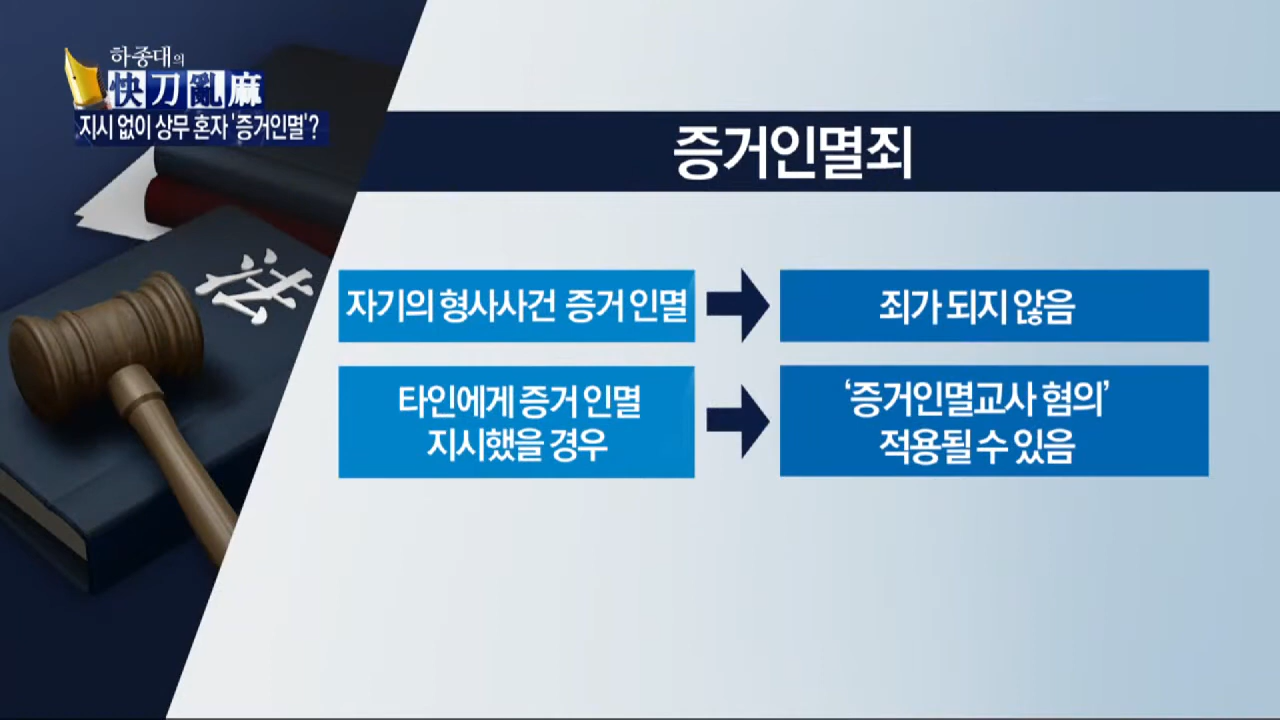 하종대의
快刀亂麻
지시 없이 상무 혼자 '증거인멸'?
증거인멸죄
法
자기의 형사사건 증거 인멸
죄가 되지 않음
타인에게 증거 인멸
지시했을 경우
‘증거인멸교사 혐의’
적용될 수 있음